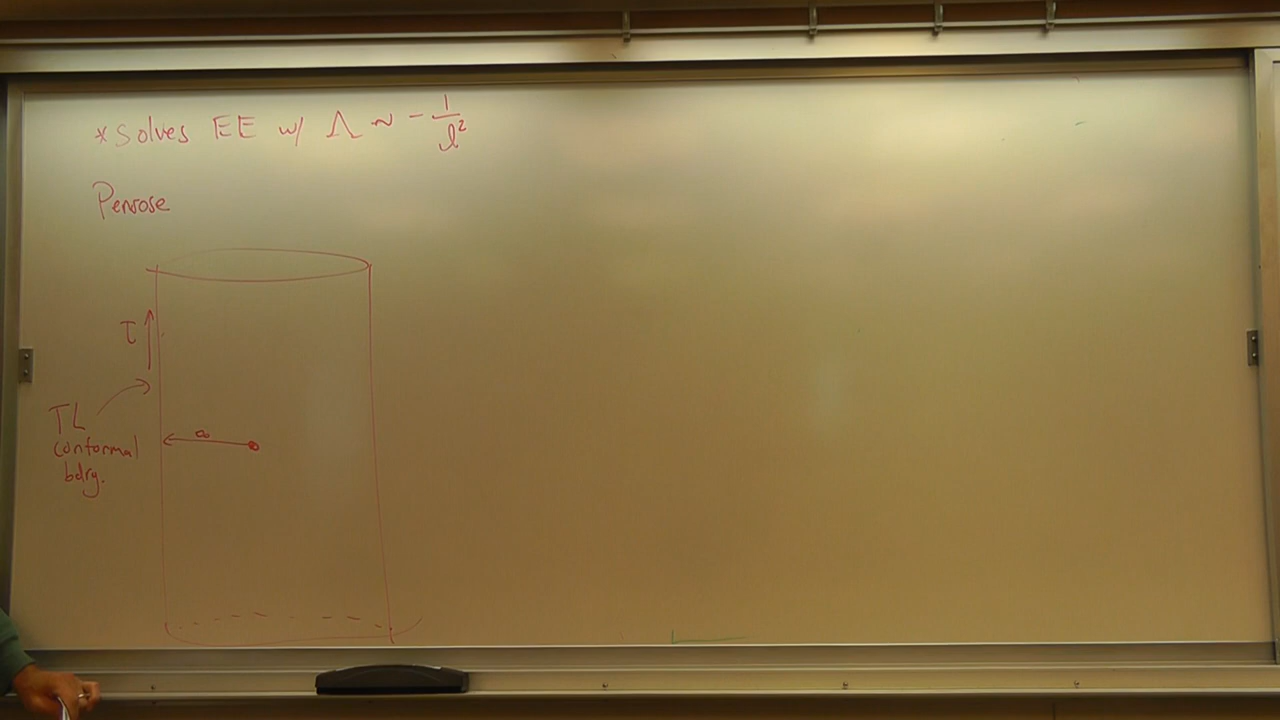 *Solves EE w/ Λ ~ - 1/l²
Penrose
τ
TL
conformal
bdry.
∞